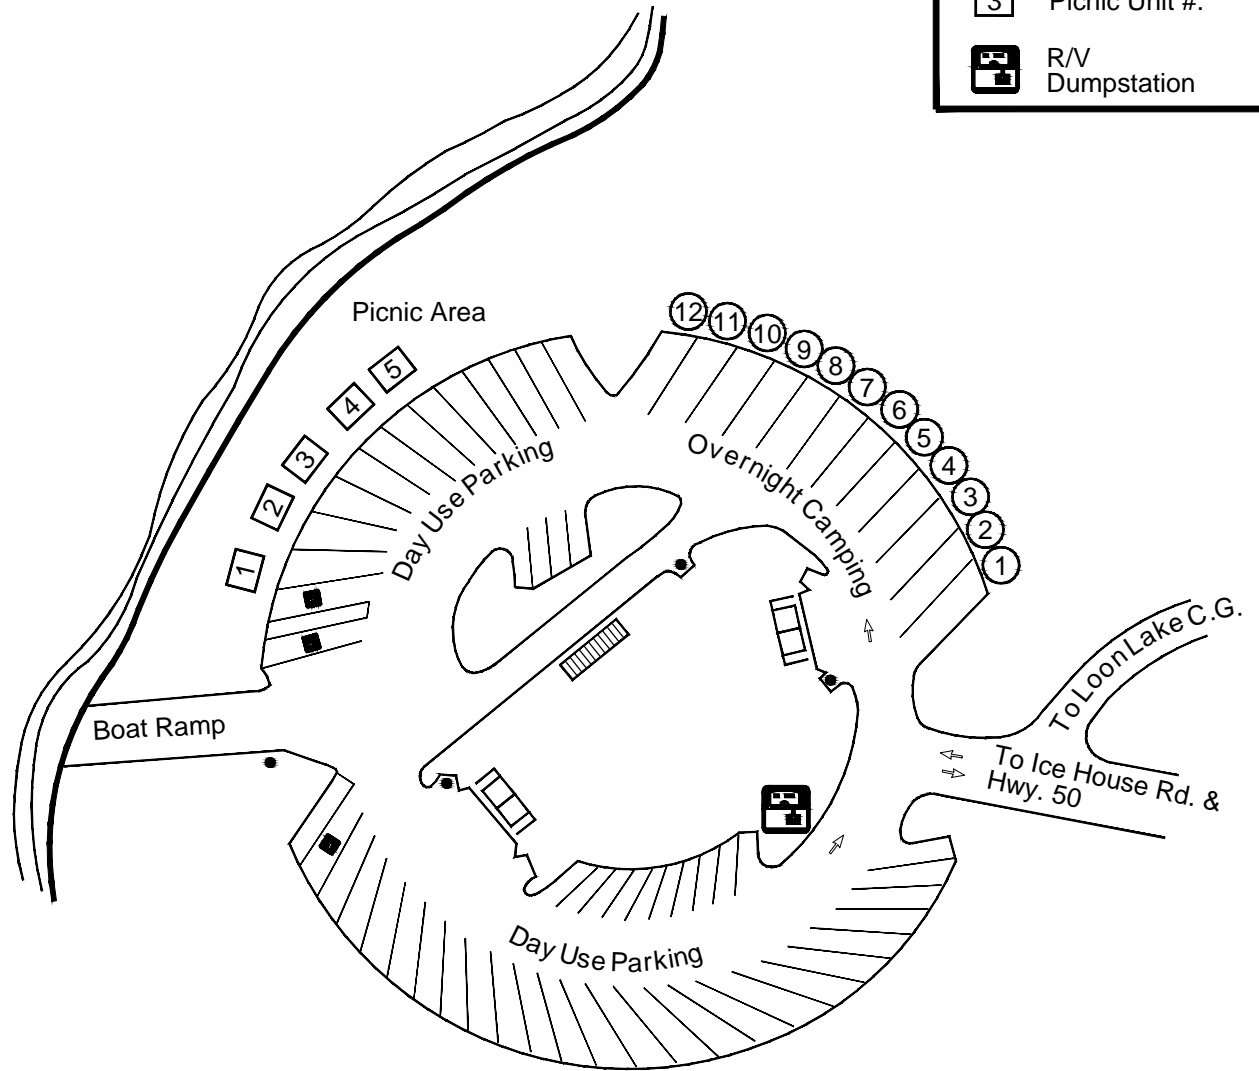 3 Picnic Unit #.
R/V
Dumpstation
Picnic Area
12
11
10
9
8
7
6
5
4
3
2
1
5
4
3
2
1
Day Use Parking
Overnight Camping
To Loon Lake C.G.
Boat Ramp
To Ice House Rd. &
Hwy. 50
Day Use Parking